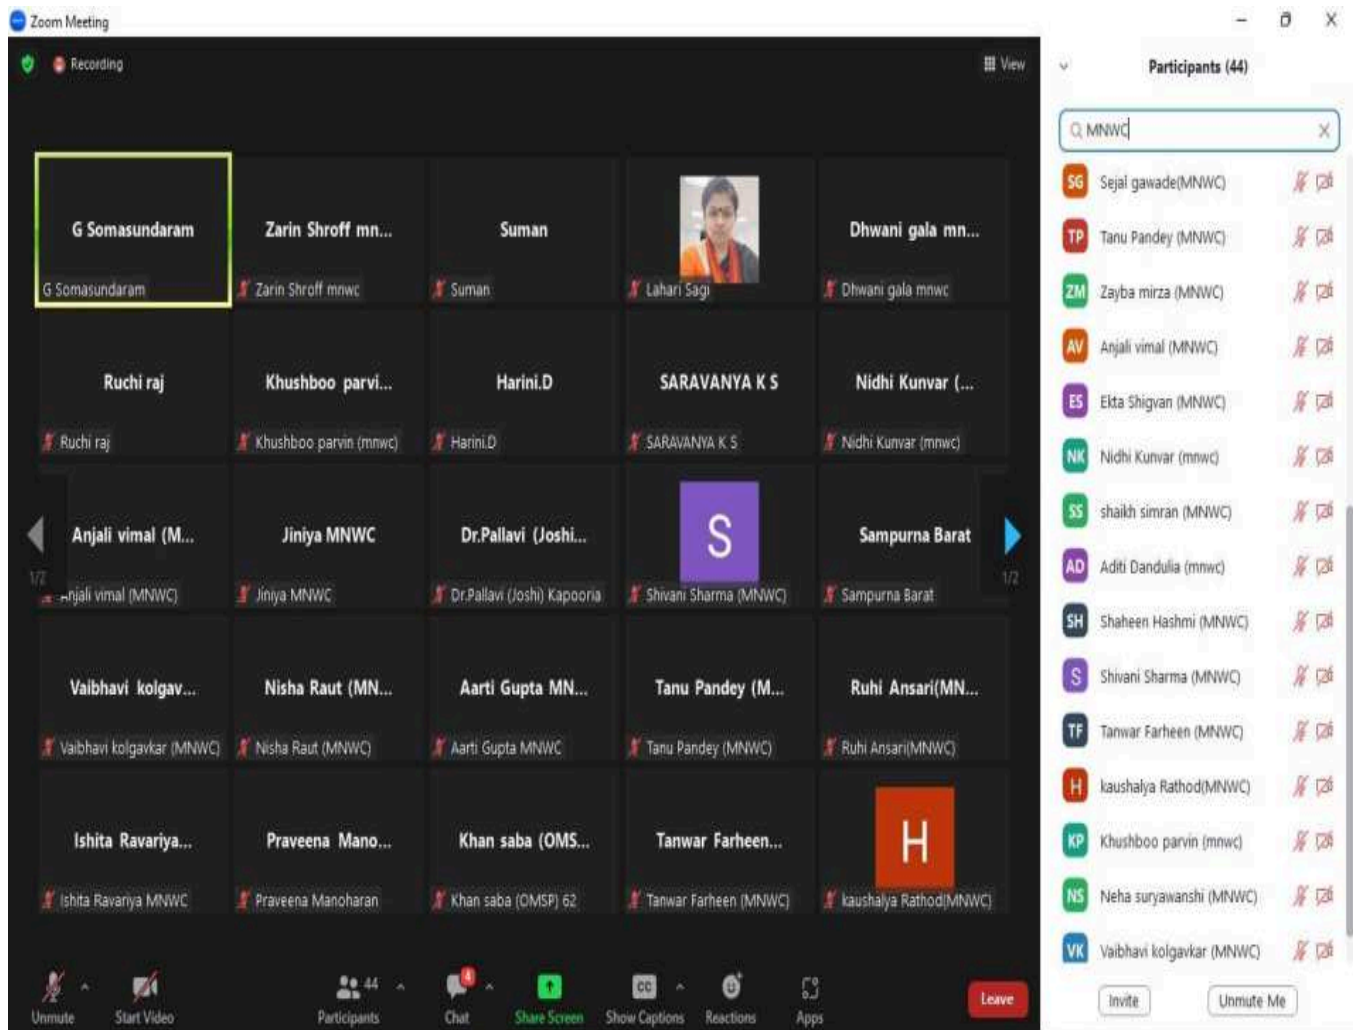 Zoom Meeting
Recording
View
G Somasundaram
Zarin Shroff mn...
Suman
Dhwani gala mn...
G Somasundaram
Zarin Shroff mnwc
Suman
Lahari Sagi
Dhwani gala mnwc
Ruchi raj
Khushboo parvi...
Harini.D
SARAVANYA K S
Nidhi Kunvar (...
Ruchi raj
Khushboo parvin (mnwc)
Harini.D
SARAVANYA K S
Nidhi Kunvar (mnwc)
Anjali vimal (M...
Jiniya MNWC
Dr.Pallavi (Joshi...
S
Sampurna Barat
1/2
1/2
Anjali vimal (MNWC)
Jiniya MNWC
Dr.Pallavi (Joshi) Kapooria
Shivani Sharma (MNWC)
Sampurna Barat
Vaibhavi kolgav...
Nisha Raut (MN...
Aarti Gupta MN...
Tanu Pandey (M...
Ruhi Ansari(MN...
Vaibhavi kolgavkar (MNWC)
Nisha Raut (MNWC)
Aarti Gupta MNWC
Tanu Pandey (MNWC)
Ruhi Ansari(MNWC)
Ishita Ravariya...
Praveena Mano...
Khan saba (OMS...
Tanwar Farheen...
H
Ishita Ravariya MNWC
Praveena Manoharan
Khan saba (OMSP) 62
Tanwar Farheen (MNWC)
kaushalya Rathod(MNWC)
Unmute
Start Video
44
Participants
4
Chat
Share Screen
CC
Show Captions
Reactions
Apps
Leave
Participants (44)
MNWC
SG Sejal gawade(MNWC)
TP Tanu Pandey (MNWC)
ZM Zayba mirza (MNWC)
AV Anjali vimal (MNWC)
ES Ekta Shigvan (MNWC)
NK Nidhi Kunvar (mnwc)
SS shaikh simran (MNWC)
AD Aditi Dandulia (mnwc)
SH Shaheen Hashmi (MNWC)
S Shivani Sharma (MNWC)
TF Tanwar Farheen (MNWC)
H kaushalya Rathod(MNWC)
KP Khushboo parvin (mnwc)
NS Neha suryawanshi (MNWC)
VK Vaibhavi kolgavkar (MNWC)
Invite
Unmute Me